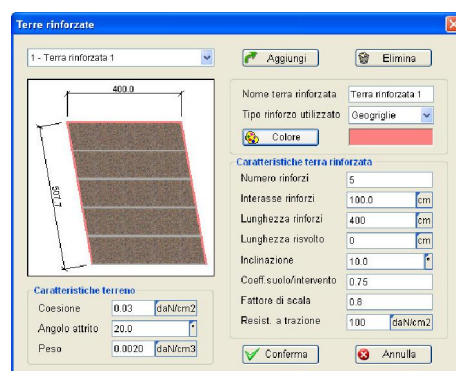 Terre rinforzate
1 - Terra rinforzata 1
Aggiungi
Elimina
400.0
507.7
Nome terra rinforzata
Terra rinforzata 1
Tipo rinforzo utilizzato
Geogriglie
Colore
Caratteristiche terra rinforzata
Numero rinforzi
5
Interasse rinforzi
100.0
cm
Lunghezza rinforzi
400
cm
Lunghezza risvolto
0
cm
Inclinazione
10.0
°
Coeff.suolo/intervento
0.75
Fattore di scala
0.8
Resist. a trazione
100
daN/cm2
Caratteristiche terreno
Coesione
0.03
daN/cm2
Angolo attrito
20.0
°
Peso
0.0020
daN/cm3
Conferma
Annulla